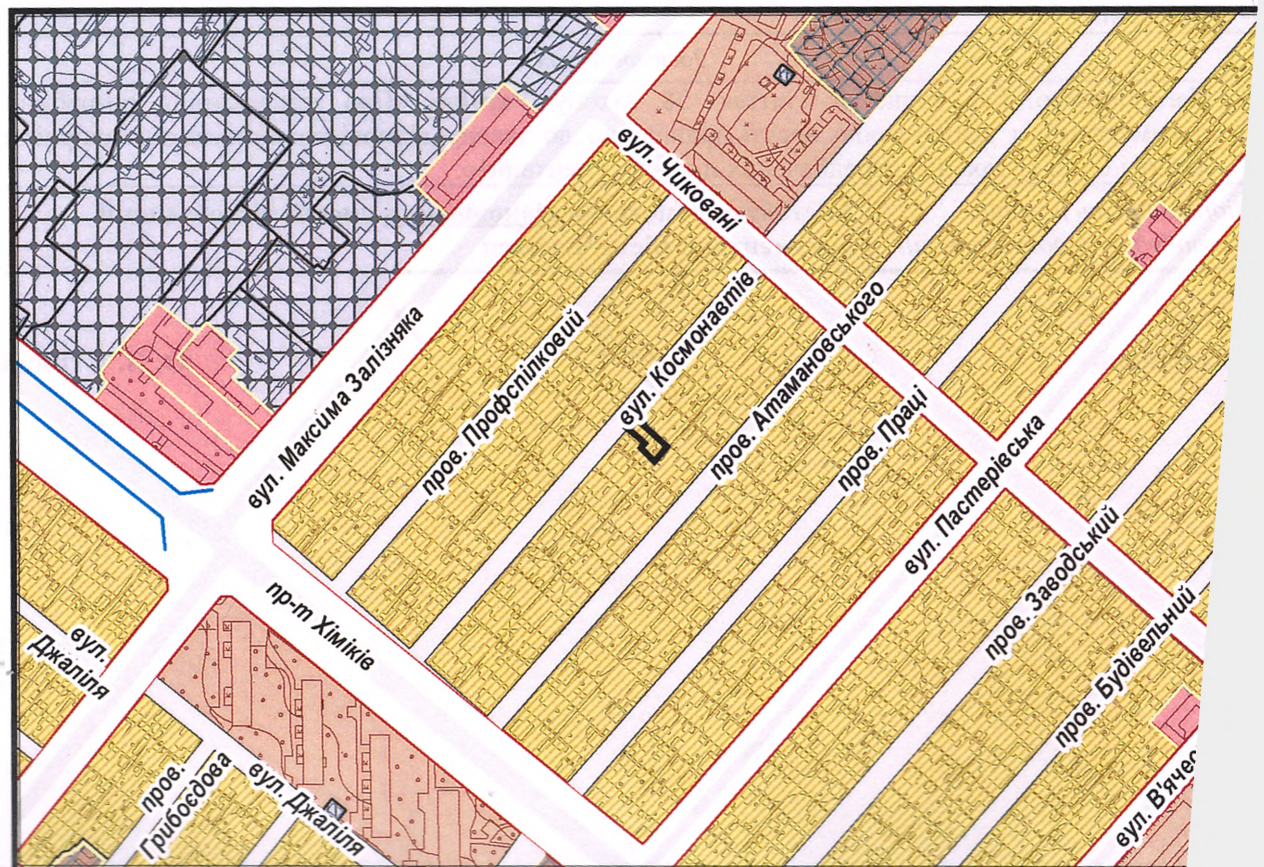 вул. Чиковані
вул. Максима Залізняка
пров. Профспілковий
вул. Космонавтів
пров. Атамановського
пров. Праці
вул. Пастерівська
пров. Заводський
пров. Будівельний
вул. В'ячес
пр-т Хіміків
вул.
Джаліля
пров.
Грибоєдова
вул. Джаліля